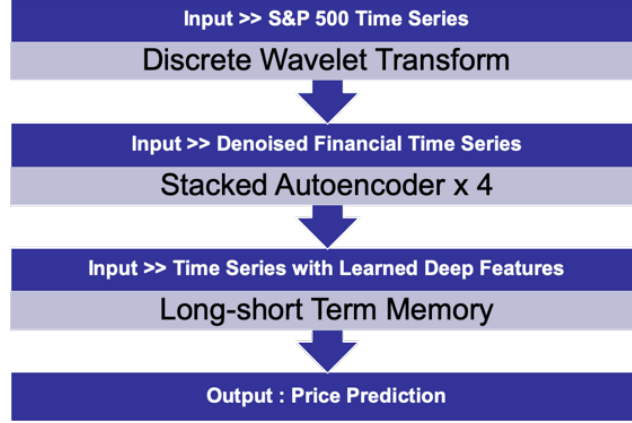 Input >> S&P 500 Time Series
Discrete Wavelet Transform
Input >> Denoised Financial Time Series
Stacked Autoencoder x 4
Input >> Time Series with Learned Deep Features
Long-short Term Memory
Output : Price Prediction